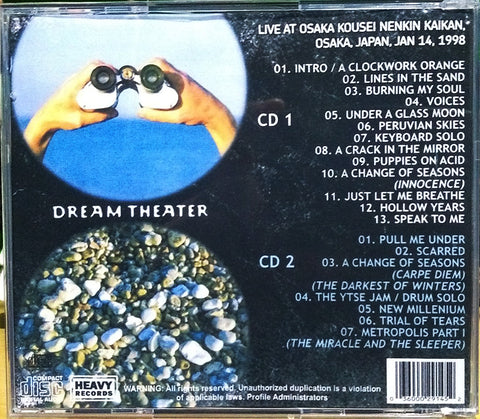 LIVE AT OSAKA KOUSEI NENKIN KAIKAN,
OSAKA, JAPAN, JAN 14, 1998
CD 1
01. INTRO / A CLOCKWORK ORANGE
02. LINES IN THE SAND
03. BURNING MY SOUL
04. VOICES
05. UNDER A GLASS MOON
06. PERUVIAN SKIES
07. KEYBOARD SOLO
08. A CRACK IN THE MIRROR
09. PUPPIES ON ACID
10. A CHANGE OF SEASONS
(INNOCENCE)
11. JUST LET ME BREATHE
12. HOLLOW YEARS
13. SPEAK TO ME
DREAM THEATER
CD 2
01. PULL ME UNDER
02. SCARRED
03. A CHANGE OF SEASONS
(CARPE DIEM)
(THE DARKEST OF WINTERS)
04. THE YTSE JAM / DRUM SOLO
05. NEW MILLENIUM
06. TRIAL OF TEARS
07. METROPOLIS PART I
(THE MIRACLE AND THE SLEEPER)
COMPACT
disc
DIGITAL AUDIO
HEAVY
RECORDS
WARNING: All rights reserved. Unauthorized duplication is a violation
of applicable laws. Profile Administrators